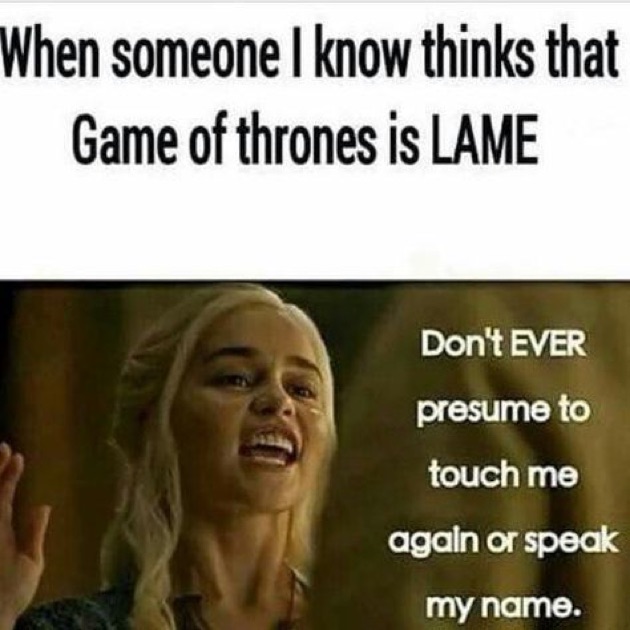 When someone I know thinks that
Game of thrones is LAME
Don't EVER
presume to
touch me
again or speak
my name.